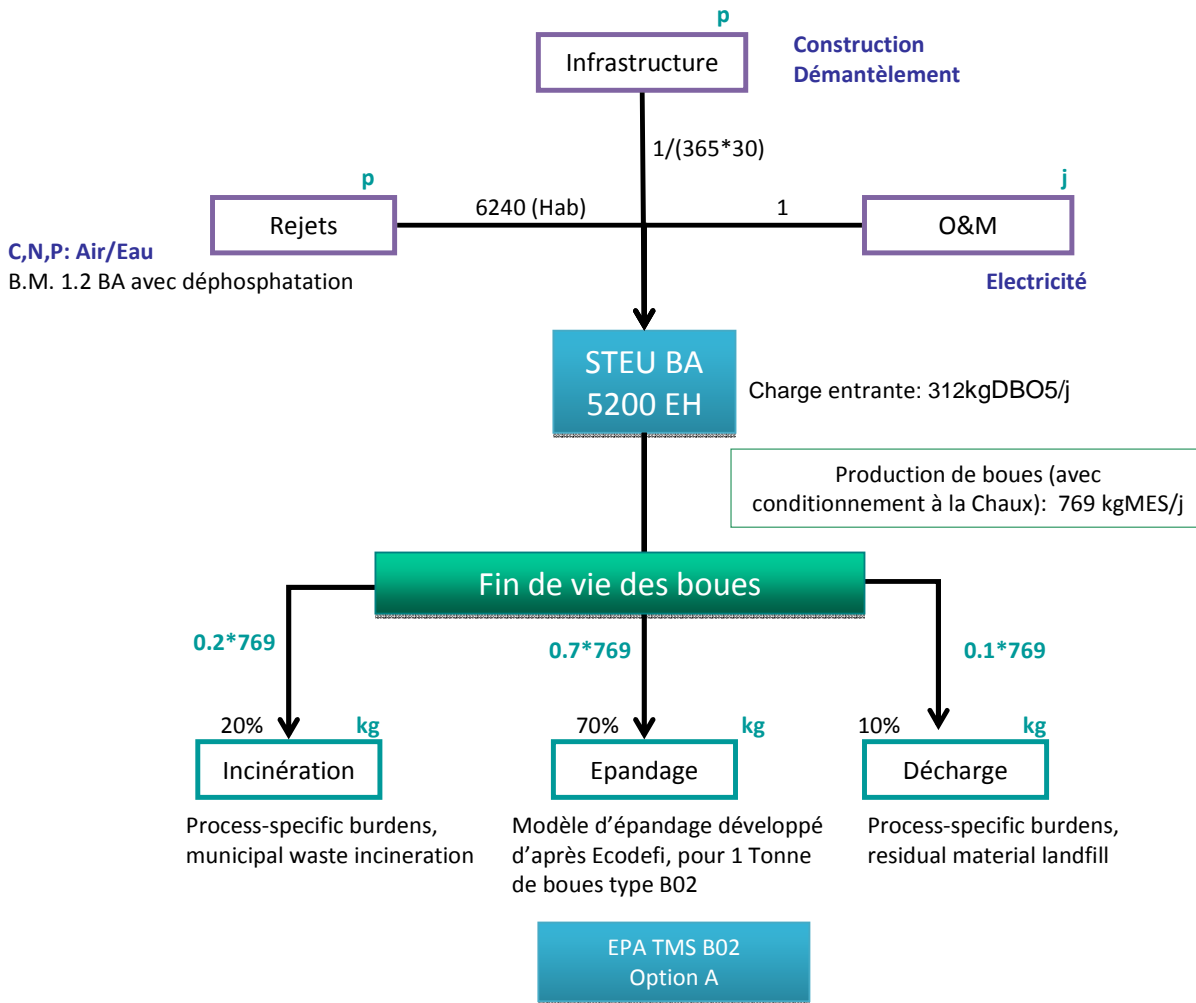 p
Infrastructure
Construction
Démantèlement
1/(365*30)
p
Rejets
6240 (Hab)
1
j
O&M
C,N,P: Air/Eau
B.M. 1.2 BA avec déphosphatation
Electricité
STEU BA
5200 EH
Charge entrante: 312kgDBO5/j
Production de boues (avec
conditionnement à la Chaux): 769 kgMES/j
Fin de vie des boues
0.2*769
0.7*769
0.1*769
20%
kg
70%
kg
10%
kg
Incinération
Epandage
Décharge
Process-specific burdens,
municipal waste incineration
Modèle d'épandage développé
d'après Ecodefi, pour 1 Tonne
de boues type B02
Process-specific burdens,
residual material landfill
EPA TMS B02
Option A